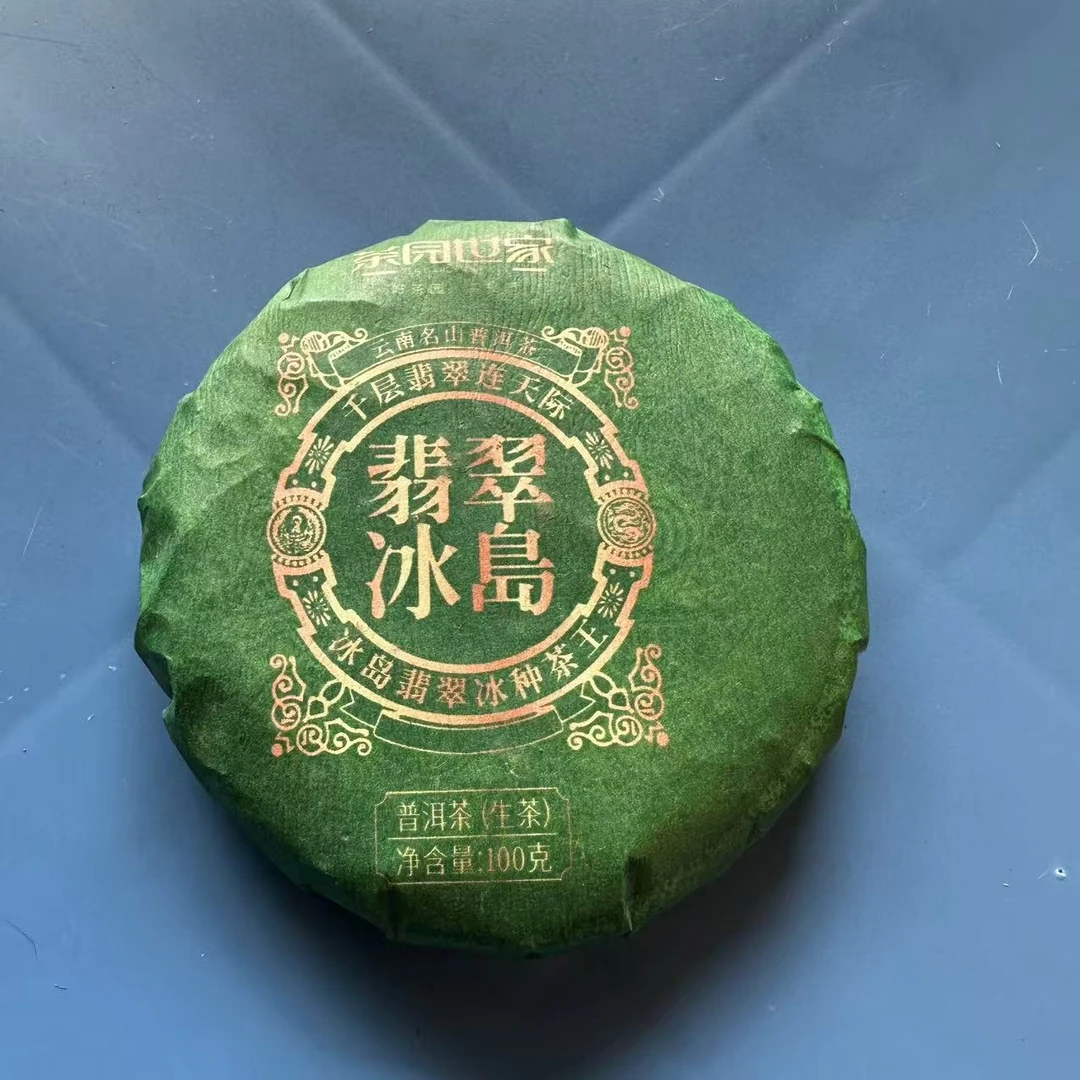 茶园世家
云南名山普洱茶
千层翡翠连天际
翡翠
冰島
冰岛翡翠冰种茶王
普洱茶(生茶)
净含量:100克